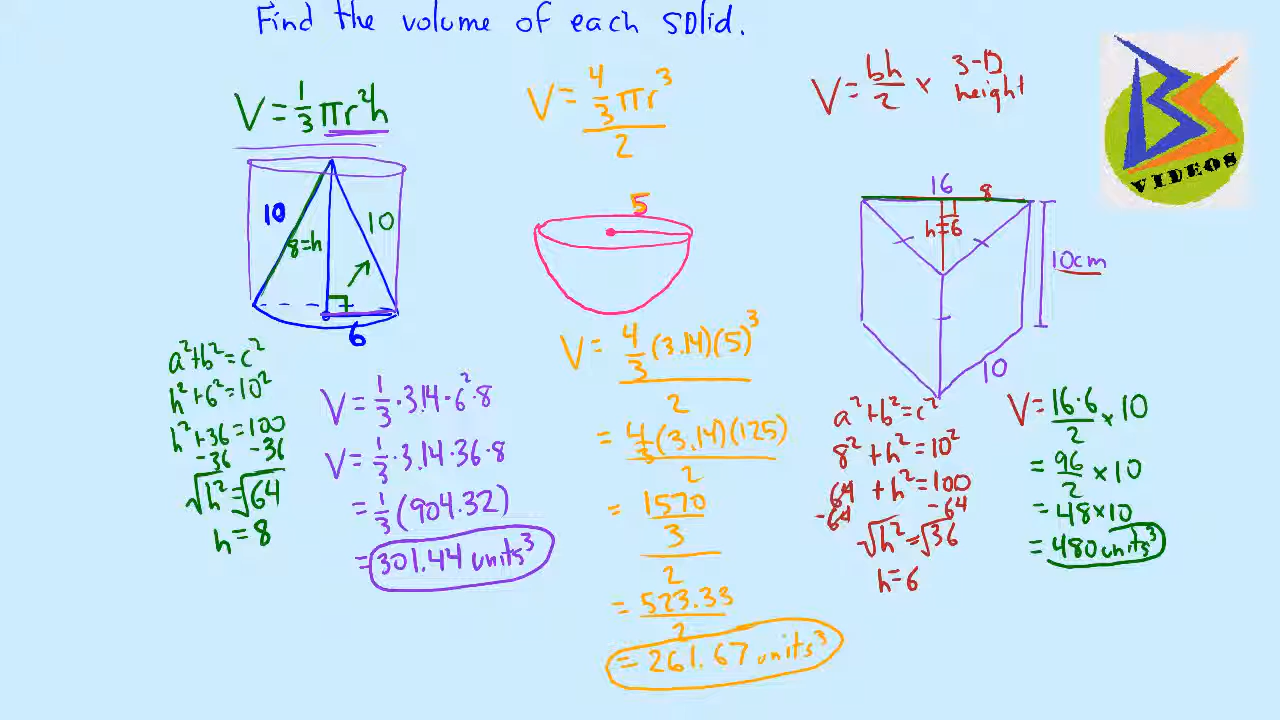 Find the volume of each solid.
V = 1/3 πr²h
10
10
8=h
6
a²+b²=c²
h²+6²=10²
h²+36=100
-36 -36
√h²=√64
h=8
V = 1/3 · 3.14 · 6² · 8
V = 1/3 · 3.14 · 36 · 8
= 1/3 (904.32)
= 301.44 units³
V = 4/3 πr³ / 2
5
V = 4/3 (3.14)(5)³ / 2
= 4/3 (3.14)(125) / 2
= 1570/3 / 2
= 523.33 / 2
= 261.67 units³
V = bh/2 × 3-D height
16
8
h=6
10cm
10
a²+b²=c²
8²+h²=10²
64+h²=100
-64 -64
√h²=√36
h=6
V = 16·6/2 × 10
= 96/2 × 10
= 48×10
= 480 units³
BS
VIDEOS